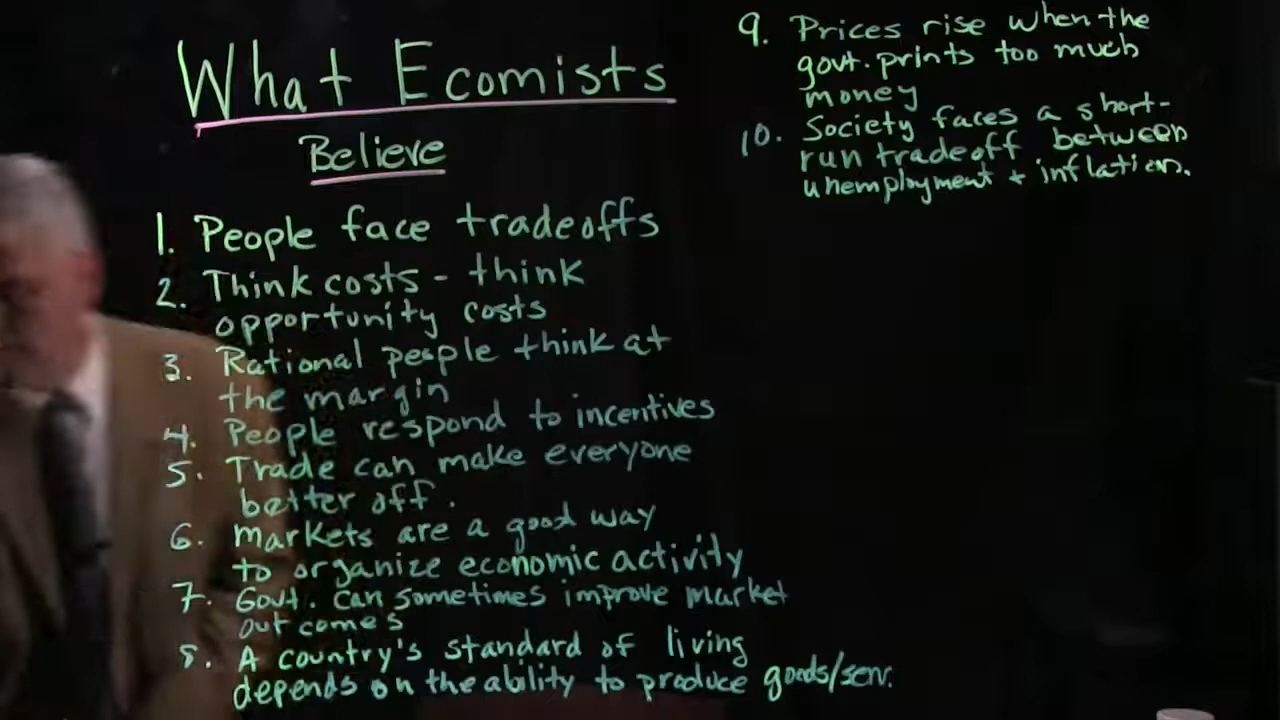 What Ecomists
Believe
1. People face tradeoffs
2. Think costs - think
opportunity costs
3. Rational people think at
the margin
4. People respond to incentives
5. Trade can make everyone
better off.
6. Markets are a good way
to organize economic activity
7. Govt. can sometimes improve market
outcomes
8. A country's standard of living
depends on the ability to produce goods/serv.
9. Prices rise when the
govt. prints too much
money
10. Society faces a short-
run tradeoff between
unemployment + inflation.